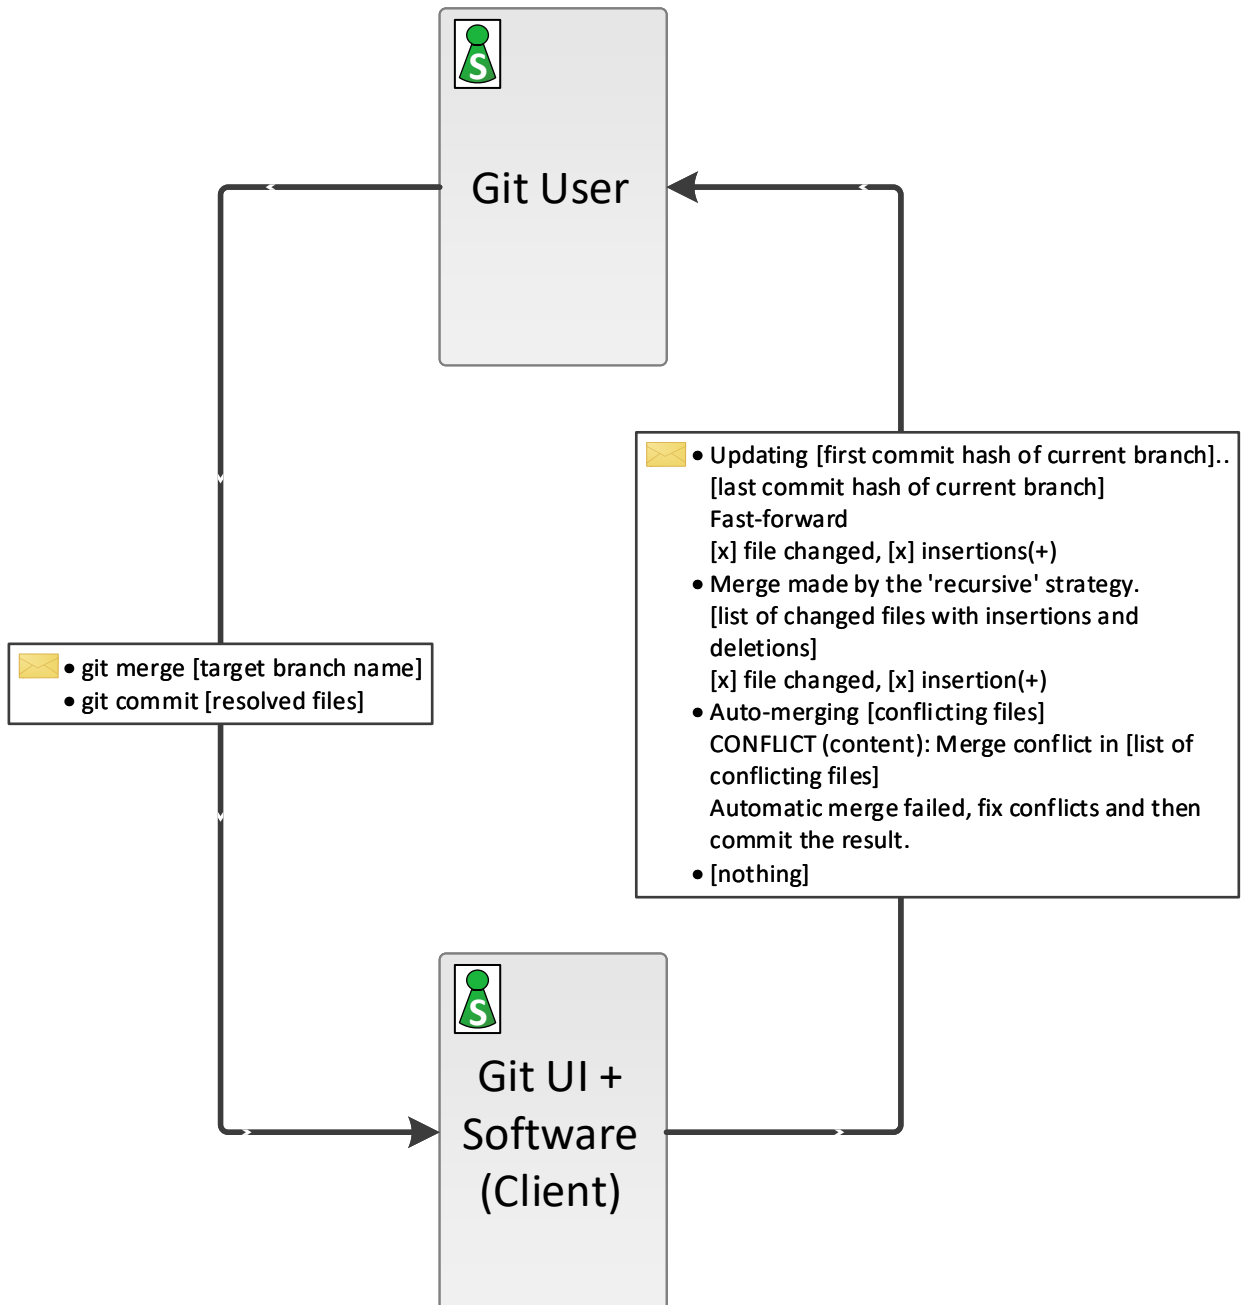 S
Git User
• Updating [first commit hash of current branch]..
[last commit hash of current branch]
Fast-forward
[x] file changed, [x] insertions(+)
• Merge made by the 'recursive' strategy.
[list of changed files with insertions and
deletions]
[x] file changed, [x] insertion(+)
• Auto-merging [conflicting files]
CONFLICT (content): Merge conflict in [list of
conflicting files]
Automatic merge failed, fix conflicts and then
commit the result.
• [nothing]
• git merge [target branch name]
• git commit [resolved files]
S
Git UI +
Software
(Client)